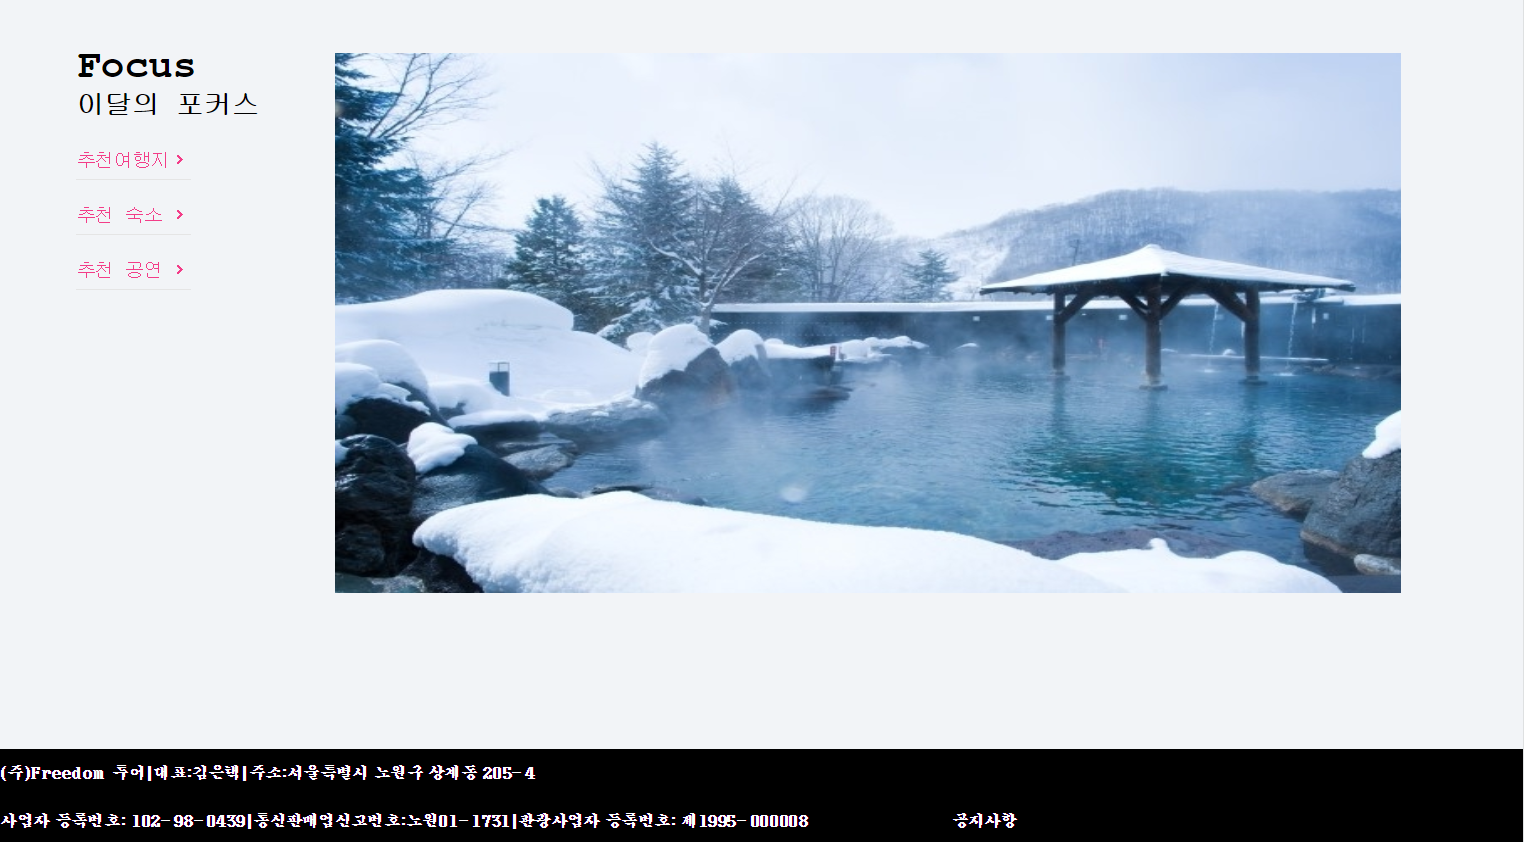 Focus
이달의 포커스
추천여행지 >
추천 숙소 >
추천 공연 >
(주)Freedom 투어|대표:김은택|주소:서울특별시 노원구 상계동 205-4
사업자 등록번호: 102-98-0439|통신판매업신고번호:노원01-1731|관광사업자 등록번호: 제1995-000008
공지사항